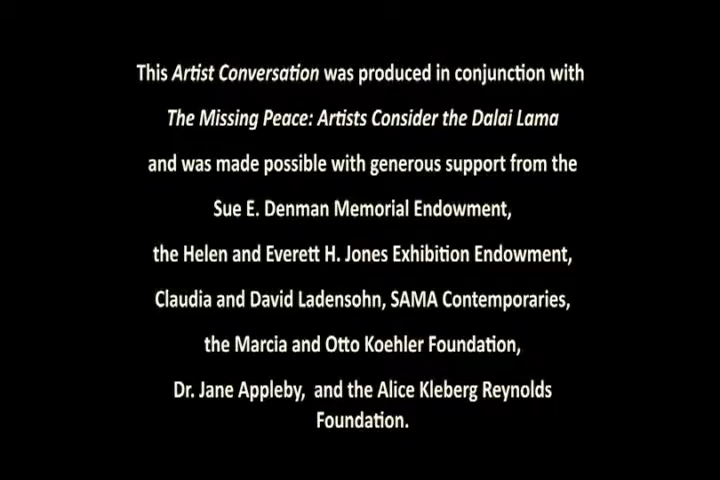 This Artist Conversation was produced in conjunction with
The Missing Peace: Artists Consider the Dalai Lama
and was made possible with generous support from the
Sue E. Denman Memorial Endowment,
the Helen and Everett H. Jones Exhibition Endowment,
Claudia and David Ladensohn, SAMA Contemporaries,
the Marcia and Otto Koehler Foundation,
Dr. Jane Appleby,  and the Alice Kleberg Reynolds
Foundation.